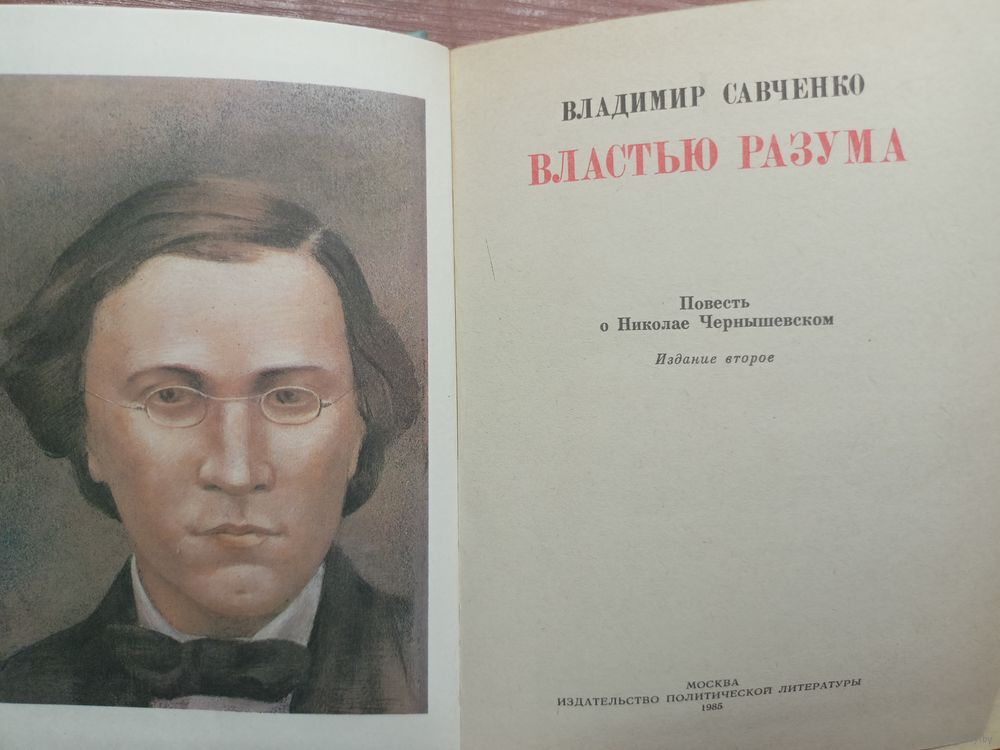 ВЛАДИМИР САВЧЕНКО
ВЛАСТЬЮ РАЗУМА
Повесть
о Николае Чернышевском
Издание второе
МОСКВА
ИЗДАТЕЛЬСТВО ПОЛИТИЧЕСКОЙ ЛИТЕРАТУРЫ
1985